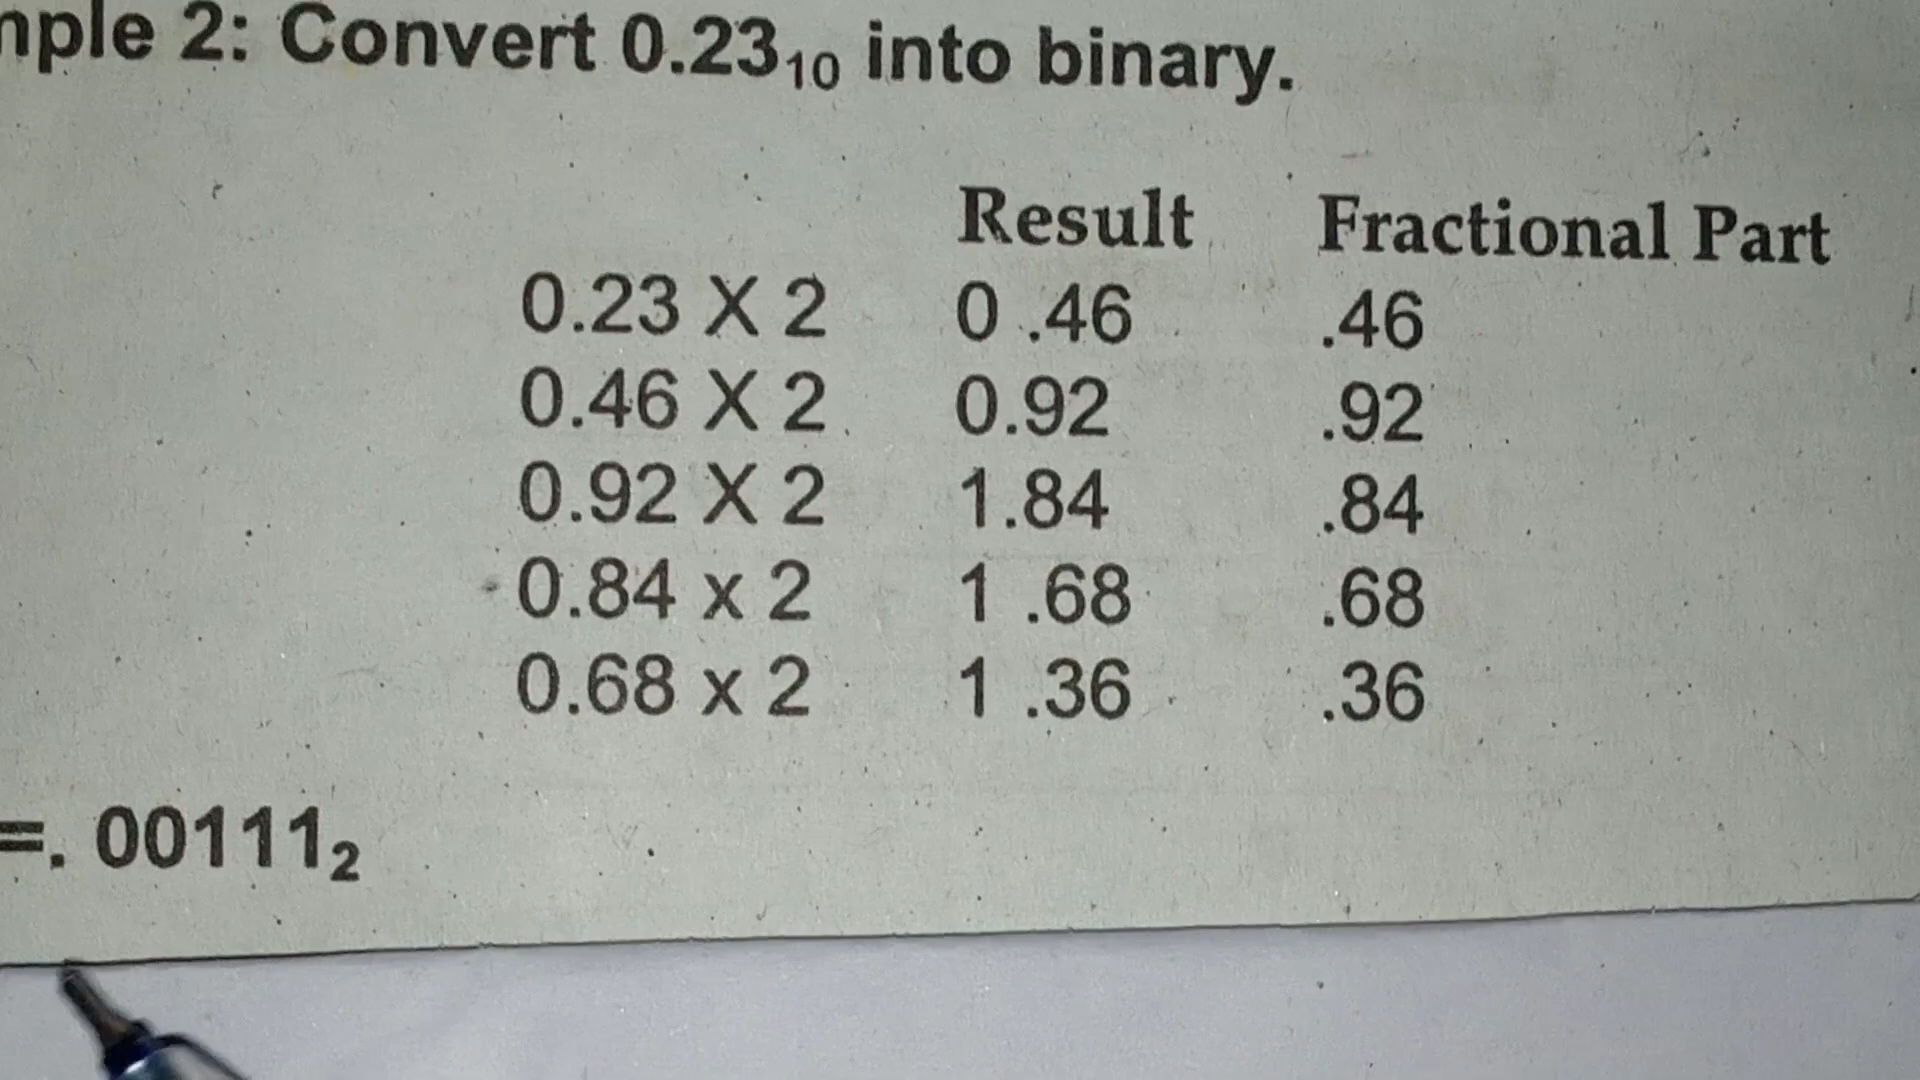 mple 2: Convert 0.23₁₀ into binary.
Result Fractional Part
0.23 X 2 0 .46 .46
0.46 X 2 0.92 .92
0.92 X 2 1.84 .84
0.84 x 2 1 .68 .68
0.68 x 2 1 .36 .36
=. 00111₂